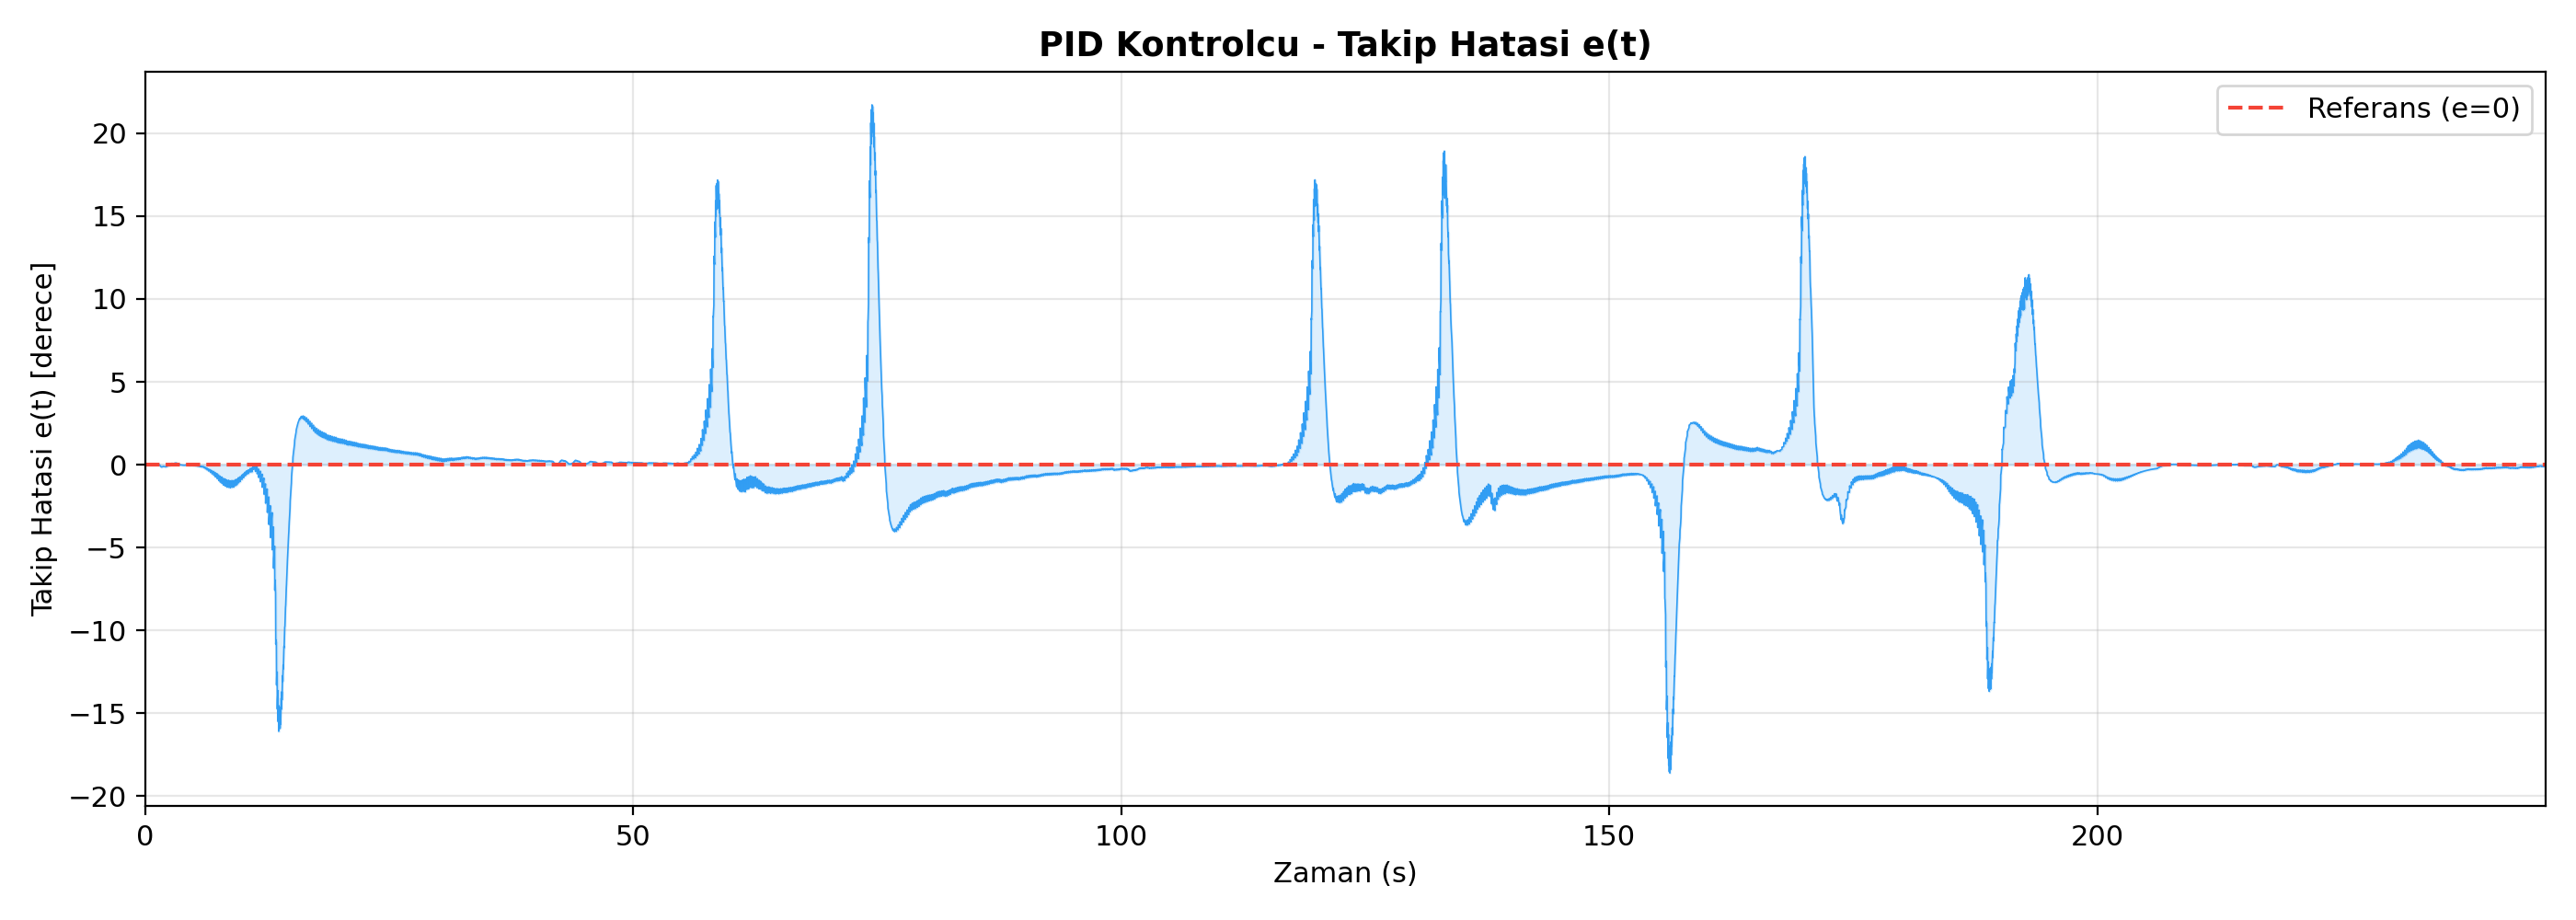 PID Kontrolcu - Takip Hatasi e(t)
Referans (e=0)
Takip Hatasi e(t) [derece]
20
15
10
5
0
−5
−10
−15
−20
0 50 100 150 200
Zaman (s)